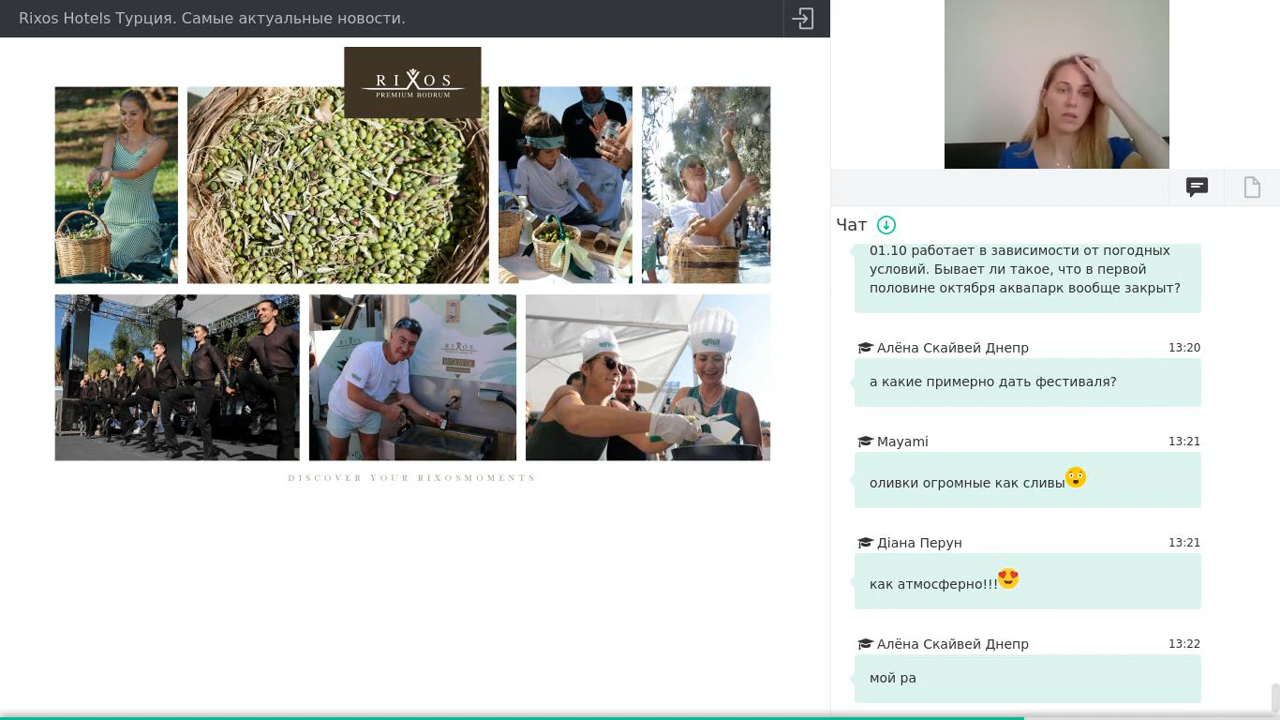 Rixos Hotels Турция. Самые актуальные новости.
RIXOS
PREMIUM BODRUM
RIXOS
DISCOVER YOUR RIXOSMOMENTS
Чат
01.10 работает в зависимости от погодных
условий. Бывает ли такое, что в первой
половине октября аквапарк вообще закрыт?
Алёна Скайвей Днепр 13:20
а какие примерно дать фестиваля?
Mayami 13:21
оливки огромные как сливы
Діана Перун 13:21
как атмосферно!!!
Алёна Скайвей Днепр 13:22
мой ра